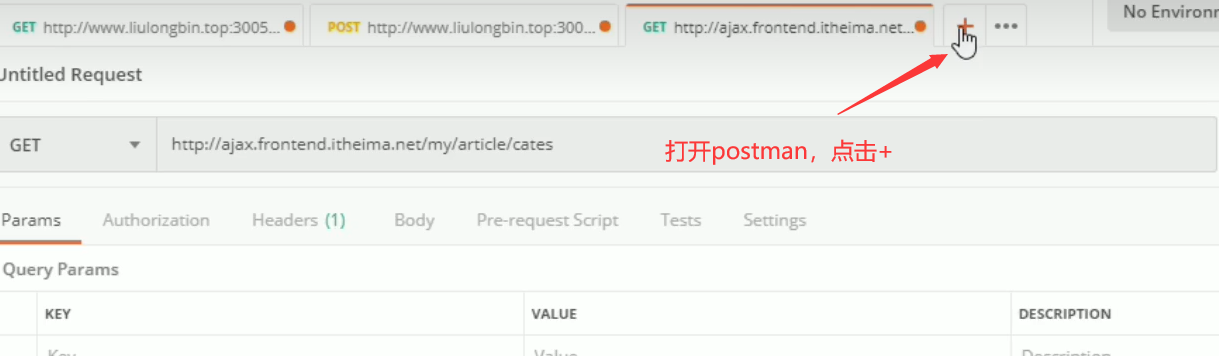 GET http://www.liulongbin.top:3005... POST http://www.liulongbin.top:300... GET http://ajax.frontend.itheima.net... + ••• No Environm
Untitled Request
GET http://ajax.frontend.itheima.net/my/article/cates
打开postman，点击+
Params Authorization Headers (1) Body Pre-request Script Tests Settings
Query Params
KEY VALUE DESCRIPTION
Key Value Description